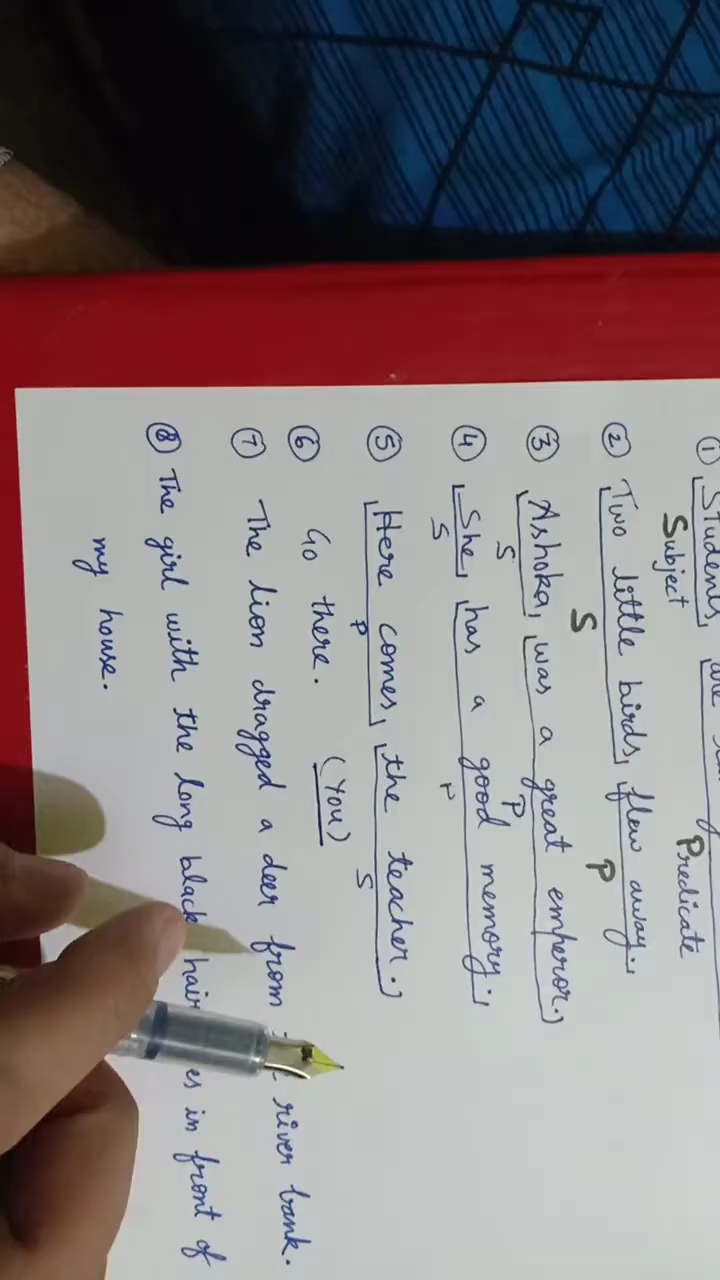 ① Students, are
Subject Predicate
② Two little birds, flew away.
S P
③ Ashoka, was a great emperor.
S P
④ She, has a good memory.
S P
⑤ Here comes, the teacher.
P S
⑥ Go there. (You)
⑦ The lion dragged a deer from river bank.
⑧ The girl with the long black hair in front of
my house.